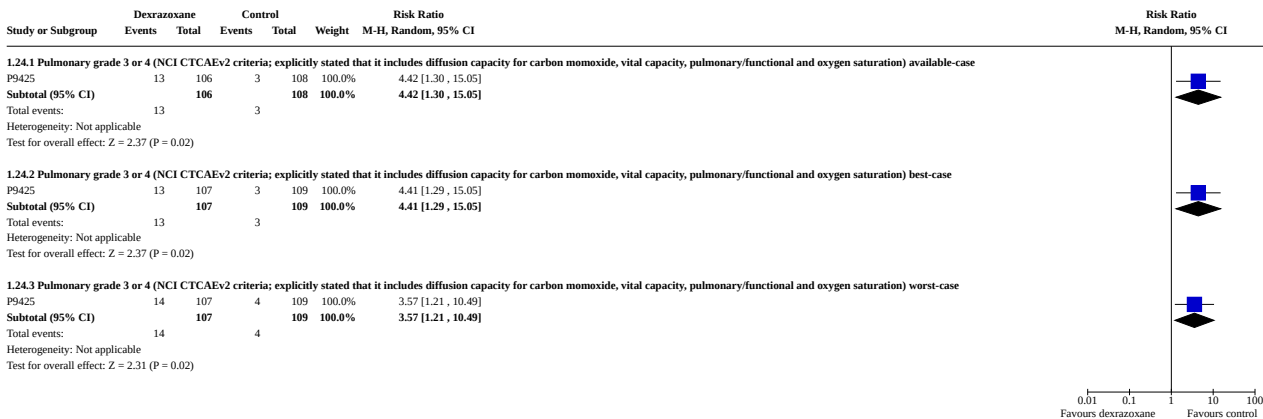 Dexrazoane Control Risk Ratio Risk Ratio
Study or Subgroup Events Total Events Total Weight M-H, Random, 95% CI M-H, Random, 95% CI
1.24.1 Pulmonary grade 3 or 4 (NCI CTCAEv2 criteria; explicitly stated that it includes diffusion capacity for carbon momoxide, vital capacity, pulmonary/functional and oxygen saturation) available-case
P9425 13 106 3 108 100.0% 4.42 [1.30 , 15.05]
Subtotal (95% CI) 106 108 100.0% 4.42 [1.30 , 15.05]
Total events: 13 3
Heterogeneity: Not applicable
Test for overall effect: Z = 2.37 (P = 0.02)
1.24.2 Pulmonary grade 3 or 4 (NCI CTCAEv2 criteria; explicitly stated that it includes diffusion capacity for carbon momoxide, vital capacity, pulmonary/functional and oxygen saturation) best-case
P9425 13 107 3 109 100.0% 4.41 [1.29 , 15.05]
Subtotal (95% CI) 107 109 100.0% 4.41 [1.29 , 15.05]
Total events: 13 3
Heterogeneity: Not applicable
Test for overall effect: Z = 2.37 (P = 0.02)
1.24.3 Pulmonary grade 3 or 4 (NCI CTCAEv2 criteria; explicitly stated that it includes diffusion capacity for carbon momoxide, vital capacity, pulmonary/functional and oxygen saturation) worst-case
P9425 14 107 4 109 100.0% 3.57 [1.21 , 10.49]
Subtotal (95% CI) 107 109 100.0% 3.57 [1.21 , 10.49]
Total events: 14 4
Heterogeneity: Not applicable
Test for overall effect: Z = 2.31 (P = 0.02)
0.01 0.1 1 10 100
Favours dexrazoane Favours control